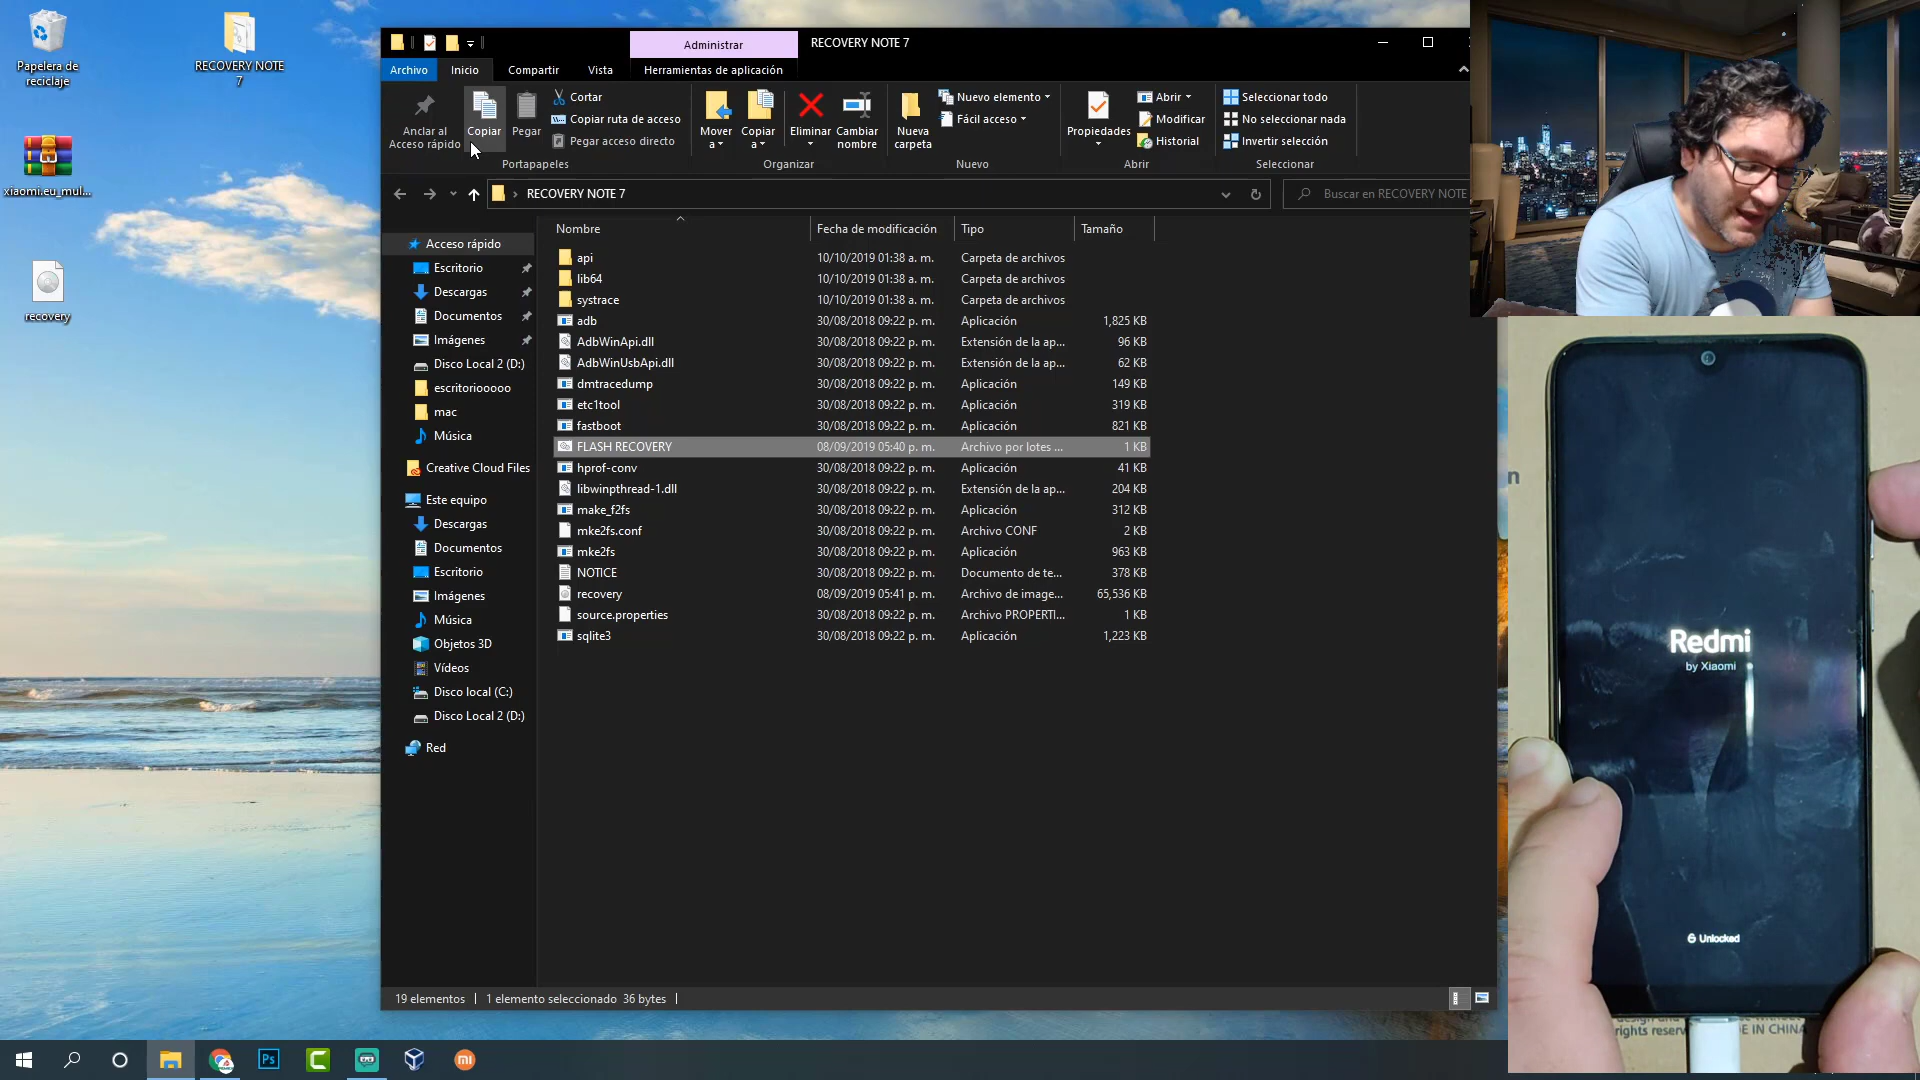 Papelera de
reciclaje
RECOVERY NOTE
7
xiaomi.eu_mul...
recovery
Administrar
RECOVERY NOTE 7
Archivo
Inicio
Compartir
Vista
Herramientas de aplicación
Anclar al
Acceso rápido
Copiar
Pegar
Cortar
Copiar ruta de acceso
Pegar acceso directo
Portapapeles
Mover
a
Copiar
a
Eliminar
Cambiar
nombre
Organizar
Nueva
carpeta
Nuevo elemento
Fácil acceso
Nuevo
Propiedades
Abrir
Modificar
Historial
Abrir
Seleccionar todo
No seleccionar nada
Invertir selección
Seleccionar
RECOVERY NOTE 7
Buscar en RECOVERY NOTE
Acceso rápido
Escritorio
Descargas
Documentos
Imágenes
Disco Local 2 (D:)
escritoriooooo
mac
Música
Creative Cloud Files
Este equipo
Descargas
Documentos
Escritorio
Imágenes
Música
Objetos 3D
Vídeos
Disco local (C:)
Disco Local 2 (D:)
Red
Nombre Fecha de modificación Tipo Tamaño
api 10/10/2019 01:38 a. m. Carpeta de archivos
lib64 10/10/2019 01:38 a. m. Carpeta de archivos
systrace 10/10/2019 01:38 a. m. Carpeta de archivos
adb 30/08/2018 09:22 p. m. Aplicación 1,825 KB
AdbWinApi.dll 30/08/2018 09:22 p. m. Extensión de la ap... 96 KB
AdbWinUsbApi.dll 30/08/2018 09:22 p. m. Extensión de la ap... 62 KB
dmtracedump 30/08/2018 09:22 p. m. Aplicación 149 KB
etc1tool 30/08/2018 09:22 p. m. Aplicación 319 KB
fastboot 30/08/2018 09:22 p. m. Aplicación 821 KB
FLASH RECOVERY 08/09/2019 05:40 p. m. Archivo por lotes ... 1 KB
hprof-conv 30/08/2018 09:22 p. m. Aplicación 41 KB
libwinpthread-1.dll 30/08/2018 09:22 p. m. Extensión de la ap... 204 KB
make_f2fs 30/08/2018 09:22 p. m. Aplicación 312 KB
mke2fs.conf 30/08/2018 09:22 p. m. Archivo CONF 2 KB
mke2fs 30/08/2018 09:22 p. m. Aplicación 963 KB
NOTICE 30/08/2018 09:22 p. m. Documento de te... 378 KB
recovery 08/09/2019 05:41 p. m. Archivo de image... 65,536 KB
source.properties 30/08/2018 09:22 p. m. Archivo PROPERTI... 1 KB
sqlite3 30/08/2018 09:22 p. m. Aplicación 1,223 KB
19 elementos
1 elemento seleccionado 36 bytes
Redmi
by Xiaomi
Unlocked
rights reserv
DE IN CHINA
Ps
C
mi